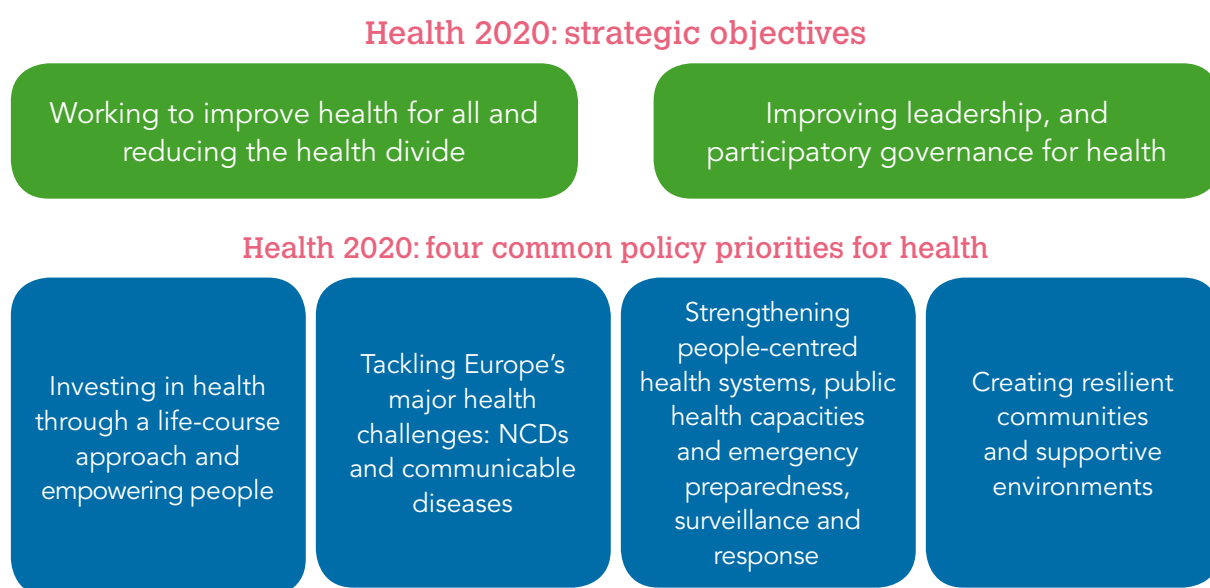 Health 2020: strategic objectives
Working to improve health for all and
reducing the health divide
Improving leadership, and
participatory governance for health
Health 2020: four common policy priorities for health
Investing in health
through a life-course
approach and
empowering people
Tackling Europe’s
major health
challenges: NCDs
and communicable
diseases
Strengthening
people-centred
health systems, public
health capacities
and emergency
preparedness,
surveillance and
response
Creating resilient
communities
and supportive
environments